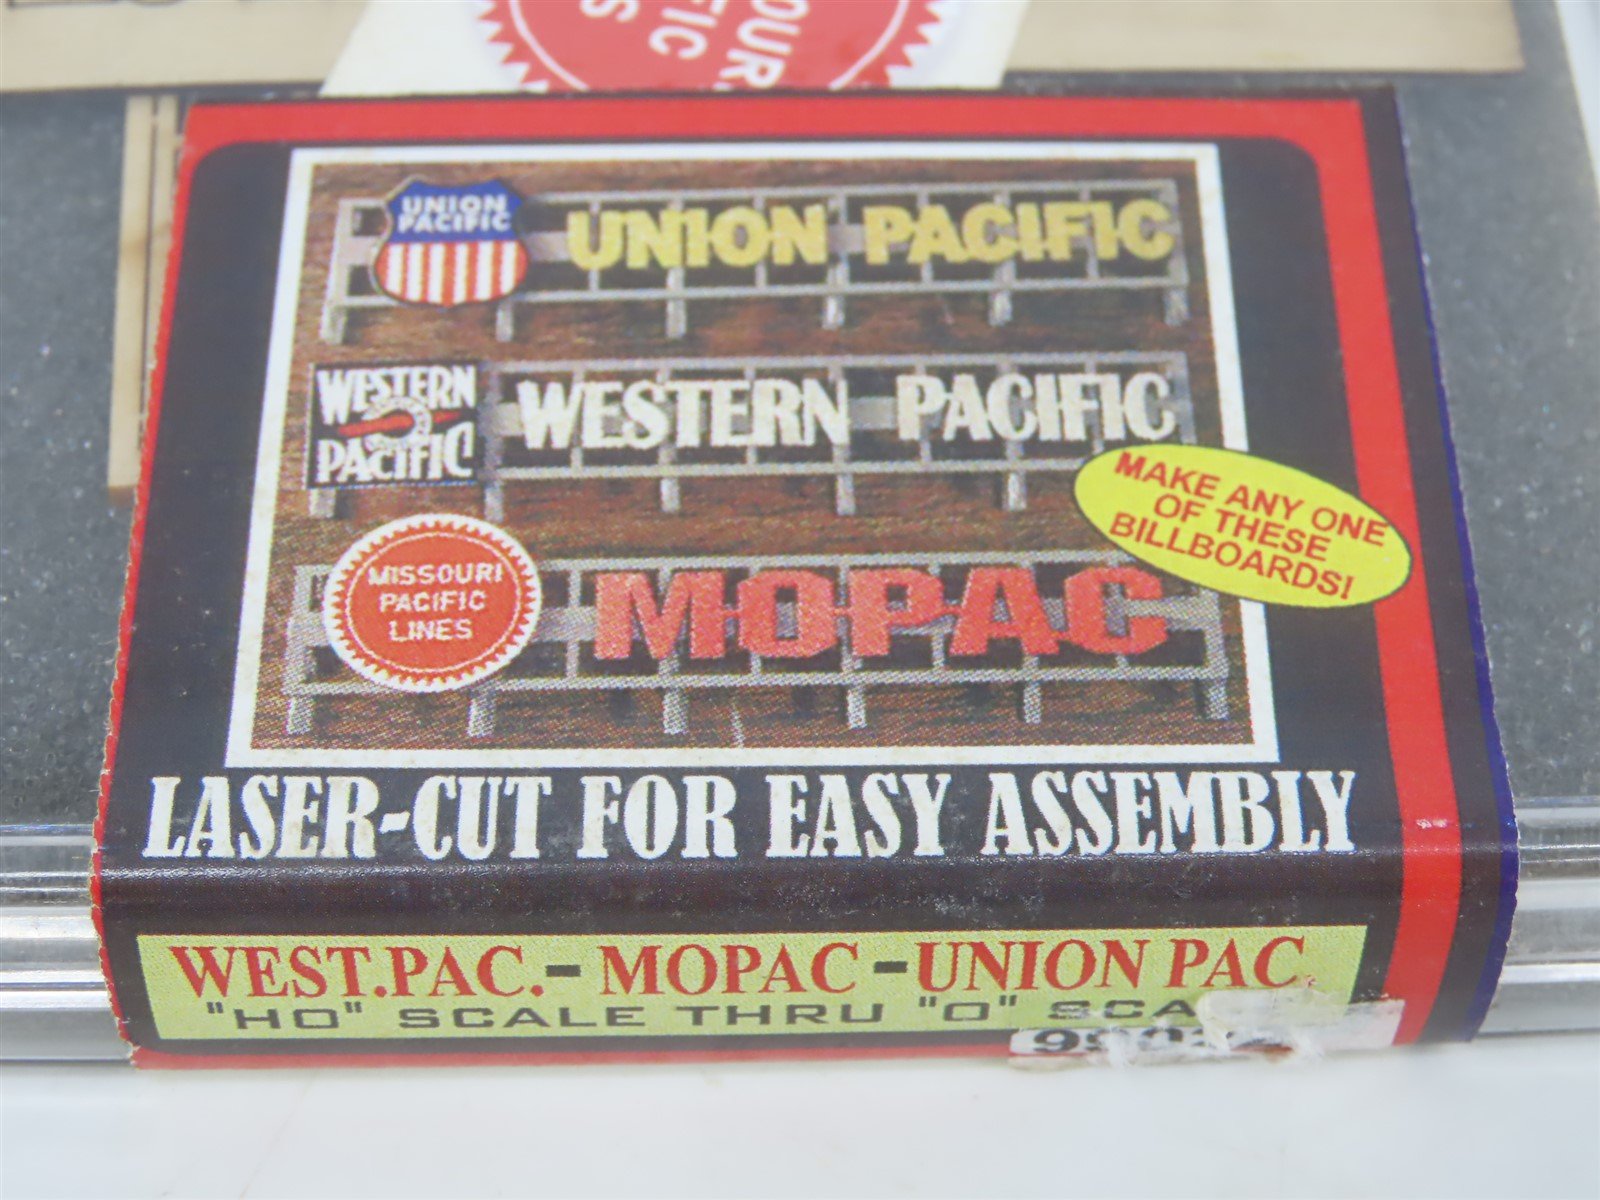 UNION
PACIFIC
UNION PACIFIC
WESTERN
PACIFIC
WESTERN PACIFIC
MAKE ANY ONE
OF THESE
BILLBOARDS!
MISSOURI
PACIFIC
LINES
MOPAC
LASER-CUT FOR EASY ASSEMBLY
WEST.PAC.-MOPAC-UNION PAC
"HO" SCALE THRU "O"